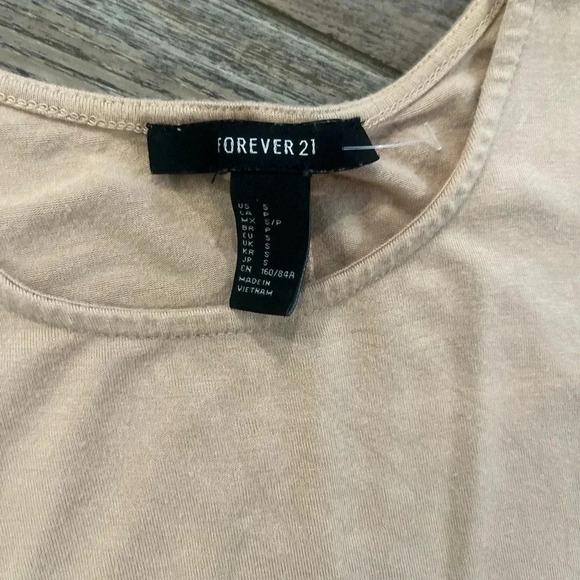 FOREVER 21
US S
CA P
MX S/P
BR P
EU S
UK S
KR S
JP S
CN 160/84A
MADE IN
VIETNAM